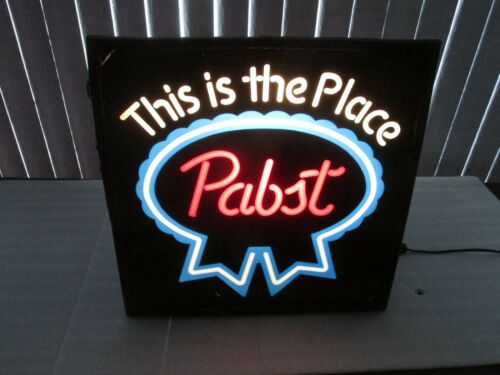 This is the Place
Pabst